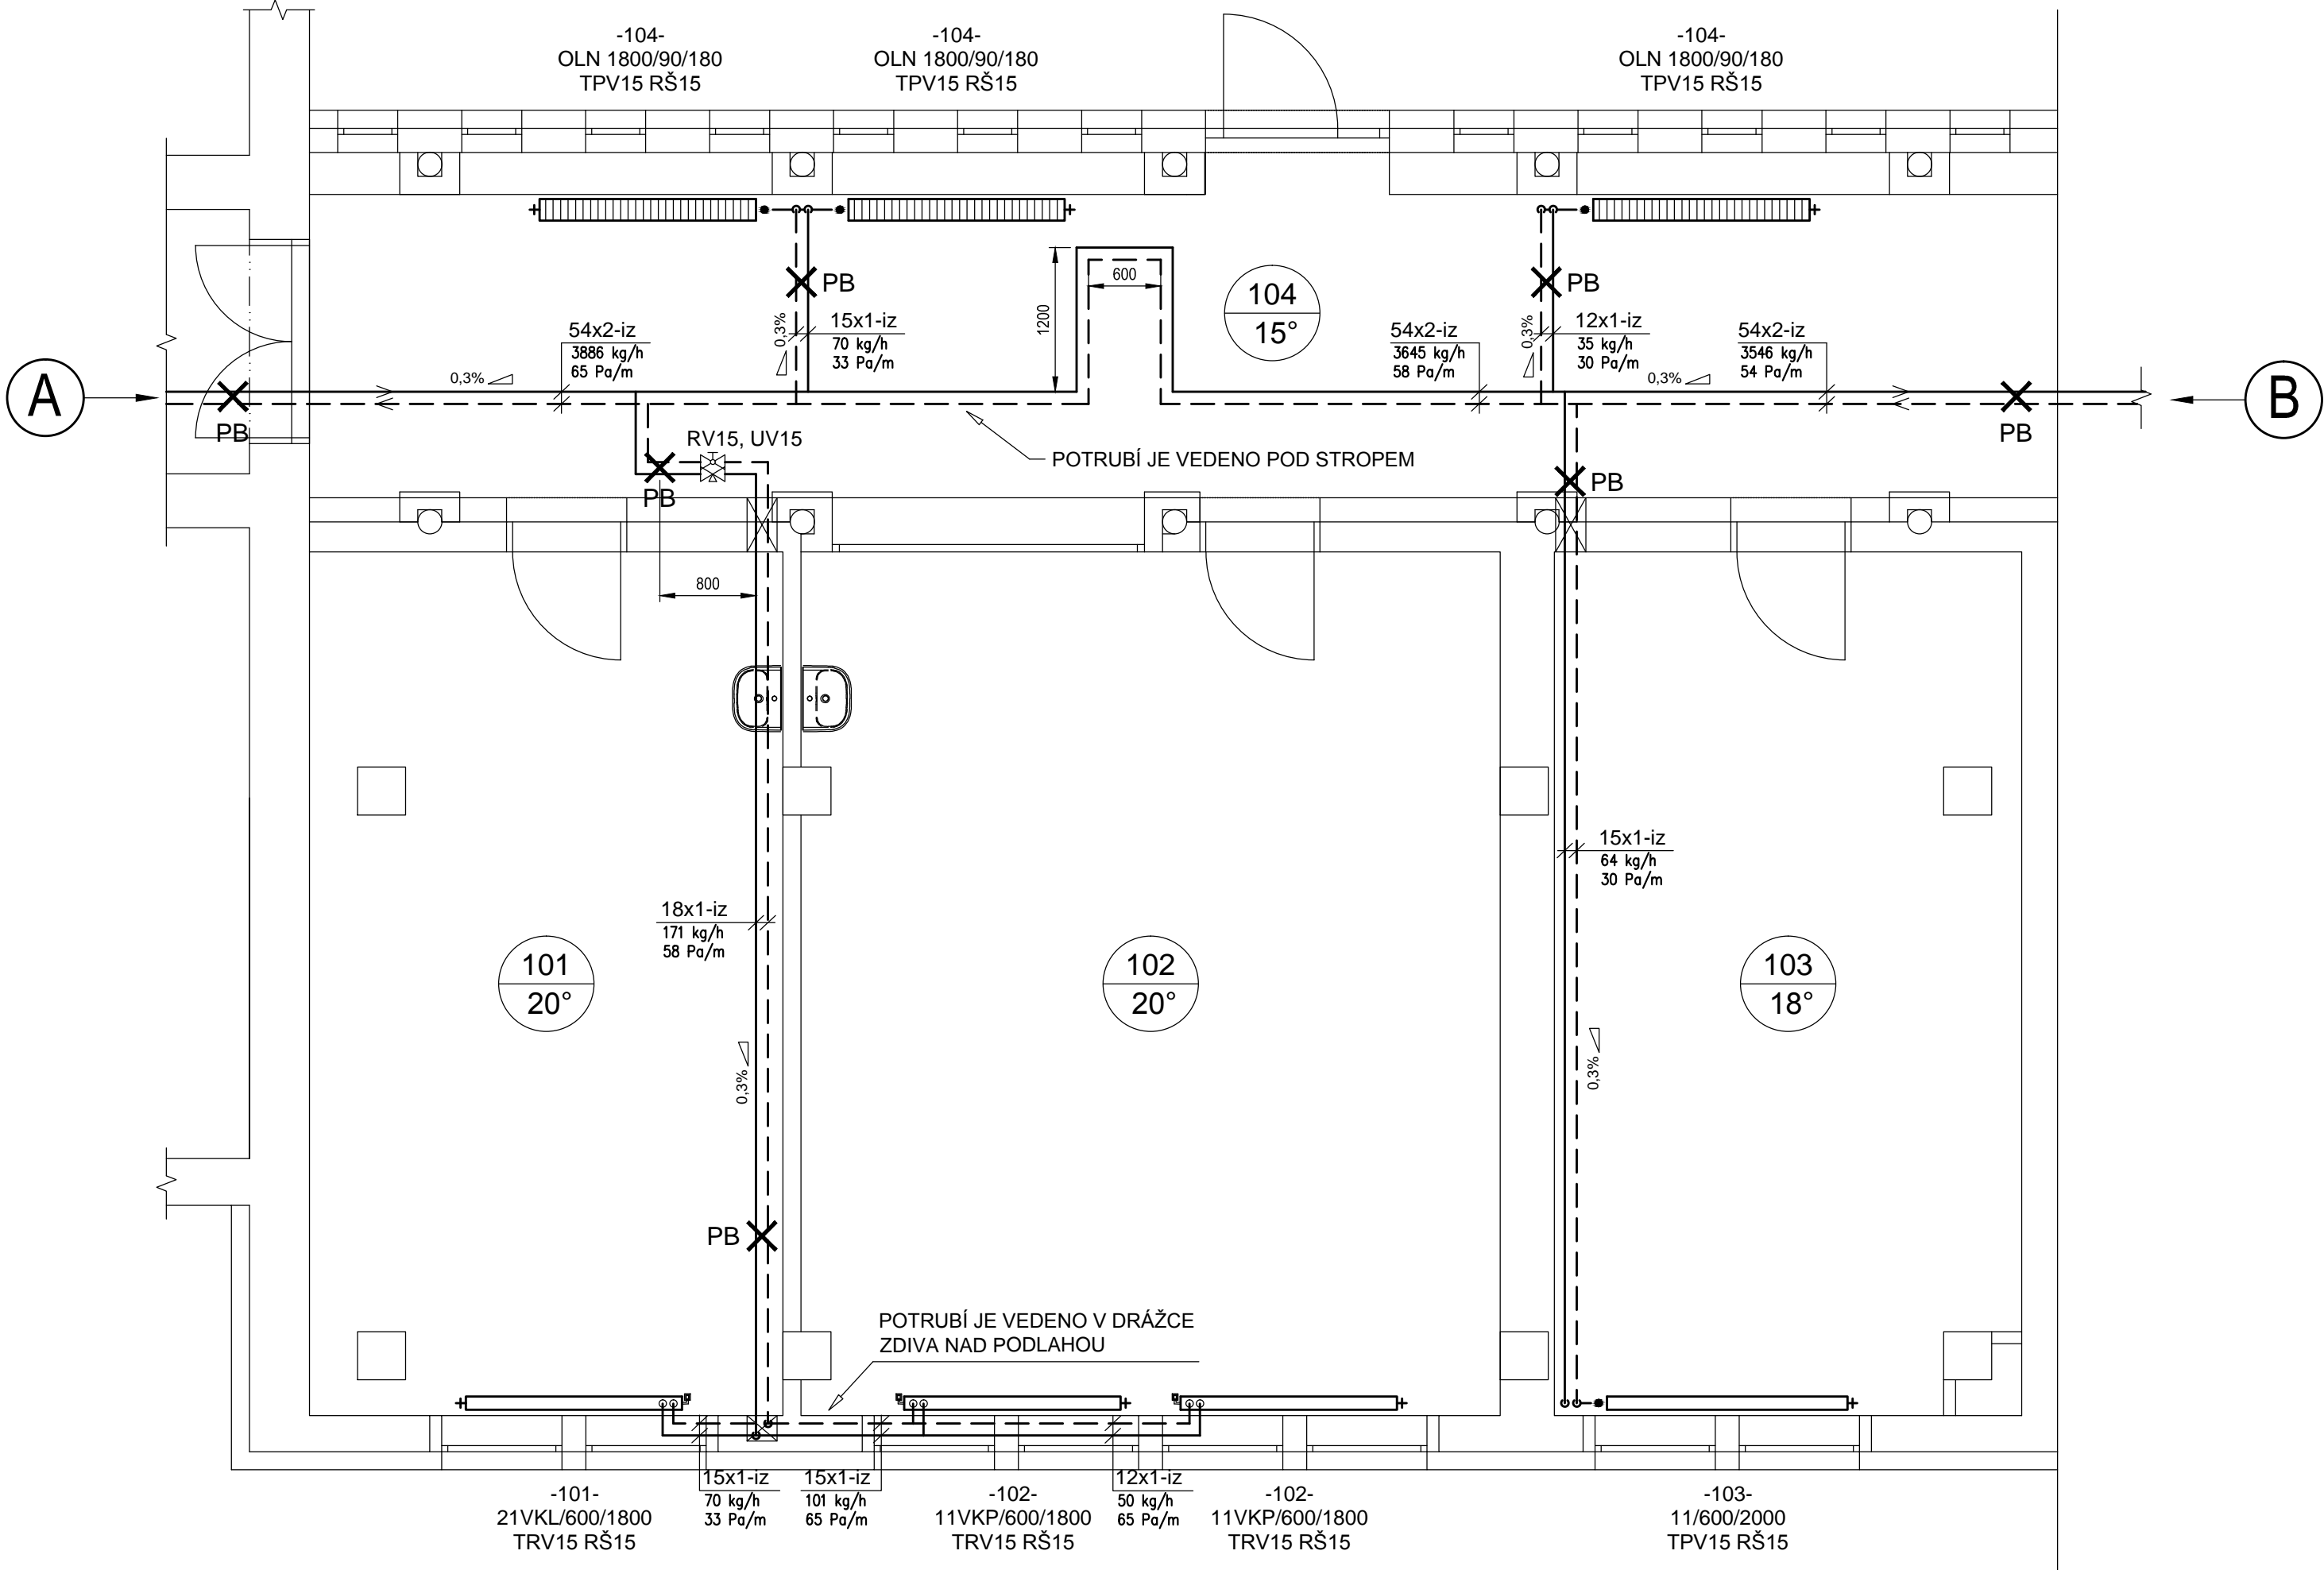 -104-
OLN 1800/90/180
TPV15 RŠ15
-104-
OLN 1800/90/180
TPV15 RŠ15
-104-
OLN 1800/90/180
TPV15 RŠ15
PB
0,3%
15x1-iz
70 kg/h
33 Pa/m
1200
600
104
15°
PB
0,3%
12x1-iz
35 kg/h
30 Pa/m
54x2-iz
3886 kg/h
65 Pa/m
54x2-iz
3645 kg/h
58 Pa/m
54x2-iz
3546 kg/h
54 Pa/m
A
0,3%
0,3%
B
PB
PB
RV15, UV15
PB
POTRUBÍ JE VEDENO POD STROPEM
PB
800
15x1-iz
64 kg/h
30 Pa/m
18x1-iz
171 kg/h
58 Pa/m
101
20°
102
20°
103
18°
0,3%
0,3%
PB
POTRUBÍ JE VEDENO V DRÁŽCE
ZDIVA NAD PODLAHOU
15x1-iz
70 kg/h
33 Pa/m
15x1-iz
101 kg/h
65 Pa/m
12x1-iz
50 kg/h
65 Pa/m
-101-
21VKL/600/1800
TRV15 RŠ15
-102-
11VKP/600/1800
TRV15 RŠ15
-102-
11VKP/600/1800
TRV15 RŠ15
-103-
11/600/2000
TPV15 RŠ15